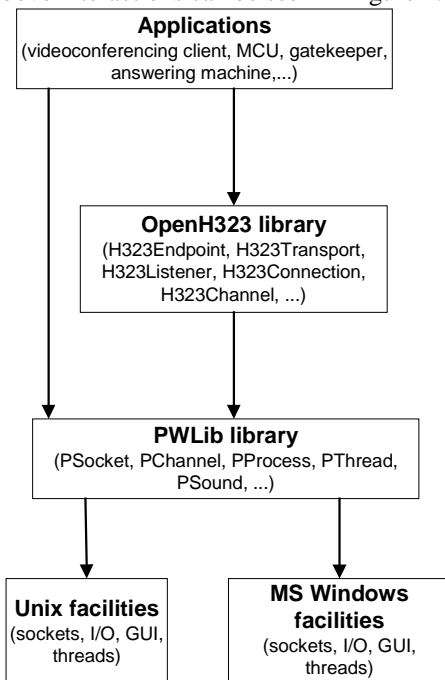 Applications
(videoconferencing client, MCU, gatekeeper,
answering machine,...)
OpenH323 library
(H323Endpoint, H323Transport,
H323Listener, H323Connection,
H323Channel, ...)
PWLib library
(PSocket, PChannel, PProcess, PThread,
PSound, ...)
Unix facilities
(sockets, I/O, GUI,
threads)
MS Windows
facilities
(sockets, I/O, GUI,
threads)